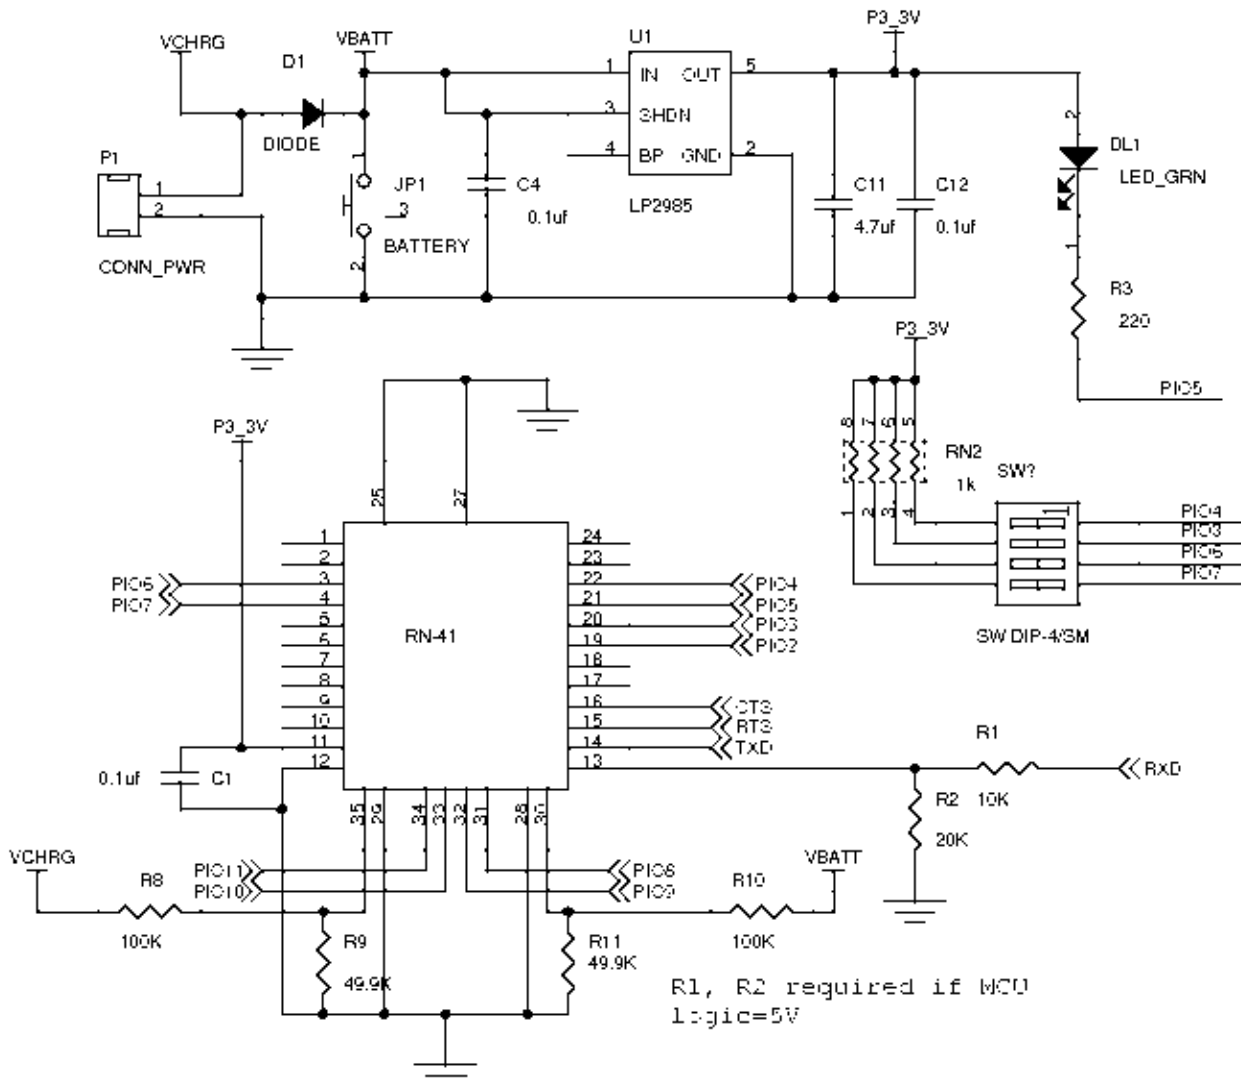 P3_3V
VCHRG
VBATT
U1
D1
1 IN OUT 5
3 SHDN
DIODE
4 BP GND 2
LP2985
P1
1
2
CONN_PWR
1
JP1
3
BATTERY
2
C4
0.1uf
C11
4.7uf
C12
0.1uf
2
DL1
LED_GRN
1
R3
220
PIO5
P3_3V
8 7 6 5
RN2
1k
1 2 3 4
SW?
PIO4
PIO3
PIO6
PIO7
SW DIP-4/SM
P3_3V
25
27
1
2
PIO6 3
PIO7 4
5
6
7
8
9
10
11
12
RN-41
24
23
22 PIO4
21 PIO5
20 PIO3
19 PIO2
18
17
16 CTS
15 RTS
14 TXD
13
0.1uf
C1
R1
10K
RXD
R2
20K
35 29 34 33 32 31 28 30
VCHRG
R8
100K
PIO11
PIO10
PIO8
PIO9
VBATT
R10
100K
R9
49.9K
R11
49.9K
R1, R2 required if MCU
logic=5V